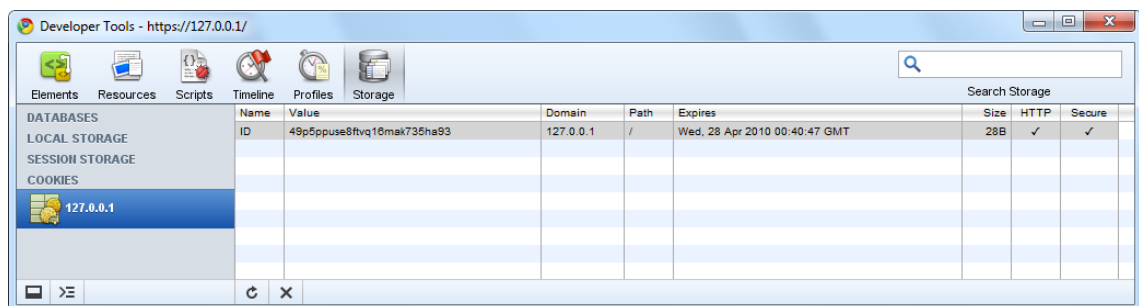 Developer Tools - https://127.0.0.1/
Elements Resources Scripts Timeline Profiles Storage Search Storage
DATABASES
LOCAL STORAGE
SESSION STORAGE
COOKIES
127.0.0.1
Name Value Domain Path Expires Size HTTP Secure
ID 49p5ppuse8ftvq16mak735ha93 127.0.0.1 / Wed, 28 Apr 2010 00:40:47 GMT 28B ✓ ✓